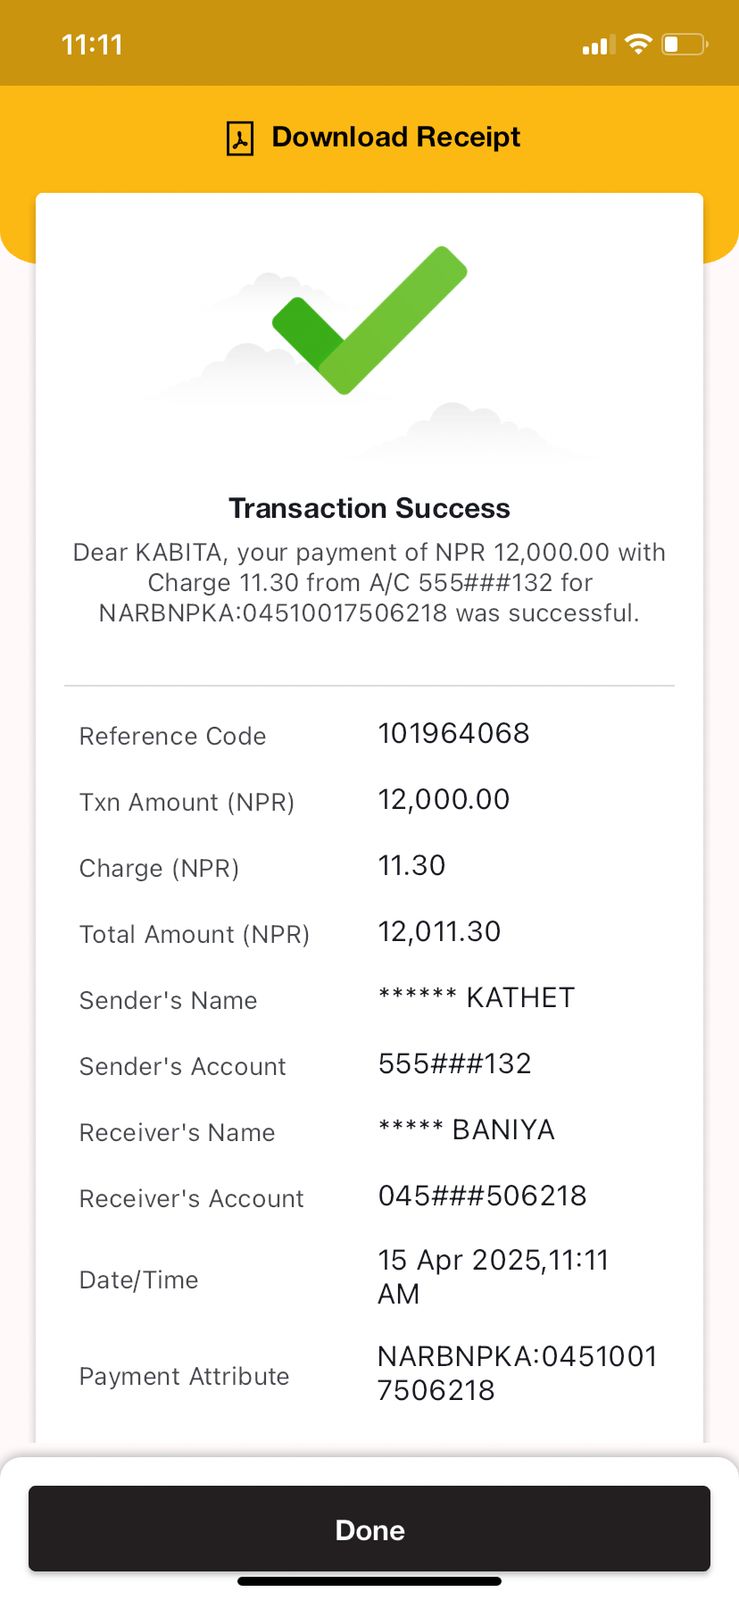 11:11
Download Receipt
Transaction Success
Dear KABITA, your payment of NPR 12,000.00 with
Charge 11.30 from A/C 555###132 for
NARBNPKA:04510017506218 was successful.
Reference Code 101964068
Txn Amount (NPR) 12,000.00
Charge (NPR) 11.30
Total Amount (NPR) 12,011.30
Sender's Name ****** KATHET
Sender's Account 555###132
Receiver's Name ***** BANIYA
Receiver's Account 045###506218
Date/Time 15 Apr 2025,11:11
AM
Payment Attribute NARBNPKA:0451001
7506218
Done